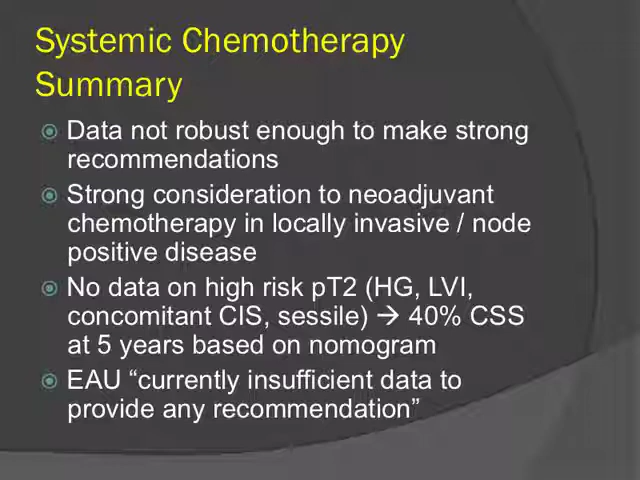 Systemic Chemotherapy
Summary
Data not robust enough to make strong
recommendations
Strong consideration to neoadjuvant
chemotherapy in locally invasive / node
positive disease
No data on high risk pT2 (HG, LVI,
concomitant CIS, sessile) → 40% CSS
at 5 years based on nomogram
EAU “currently insufficient data to
provide any recommendation”